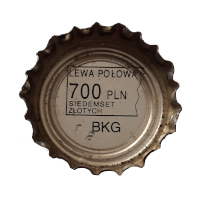 LEWA POŁOWA
700 PLN
SIEDEMSET
ZŁOTYCH
BKG